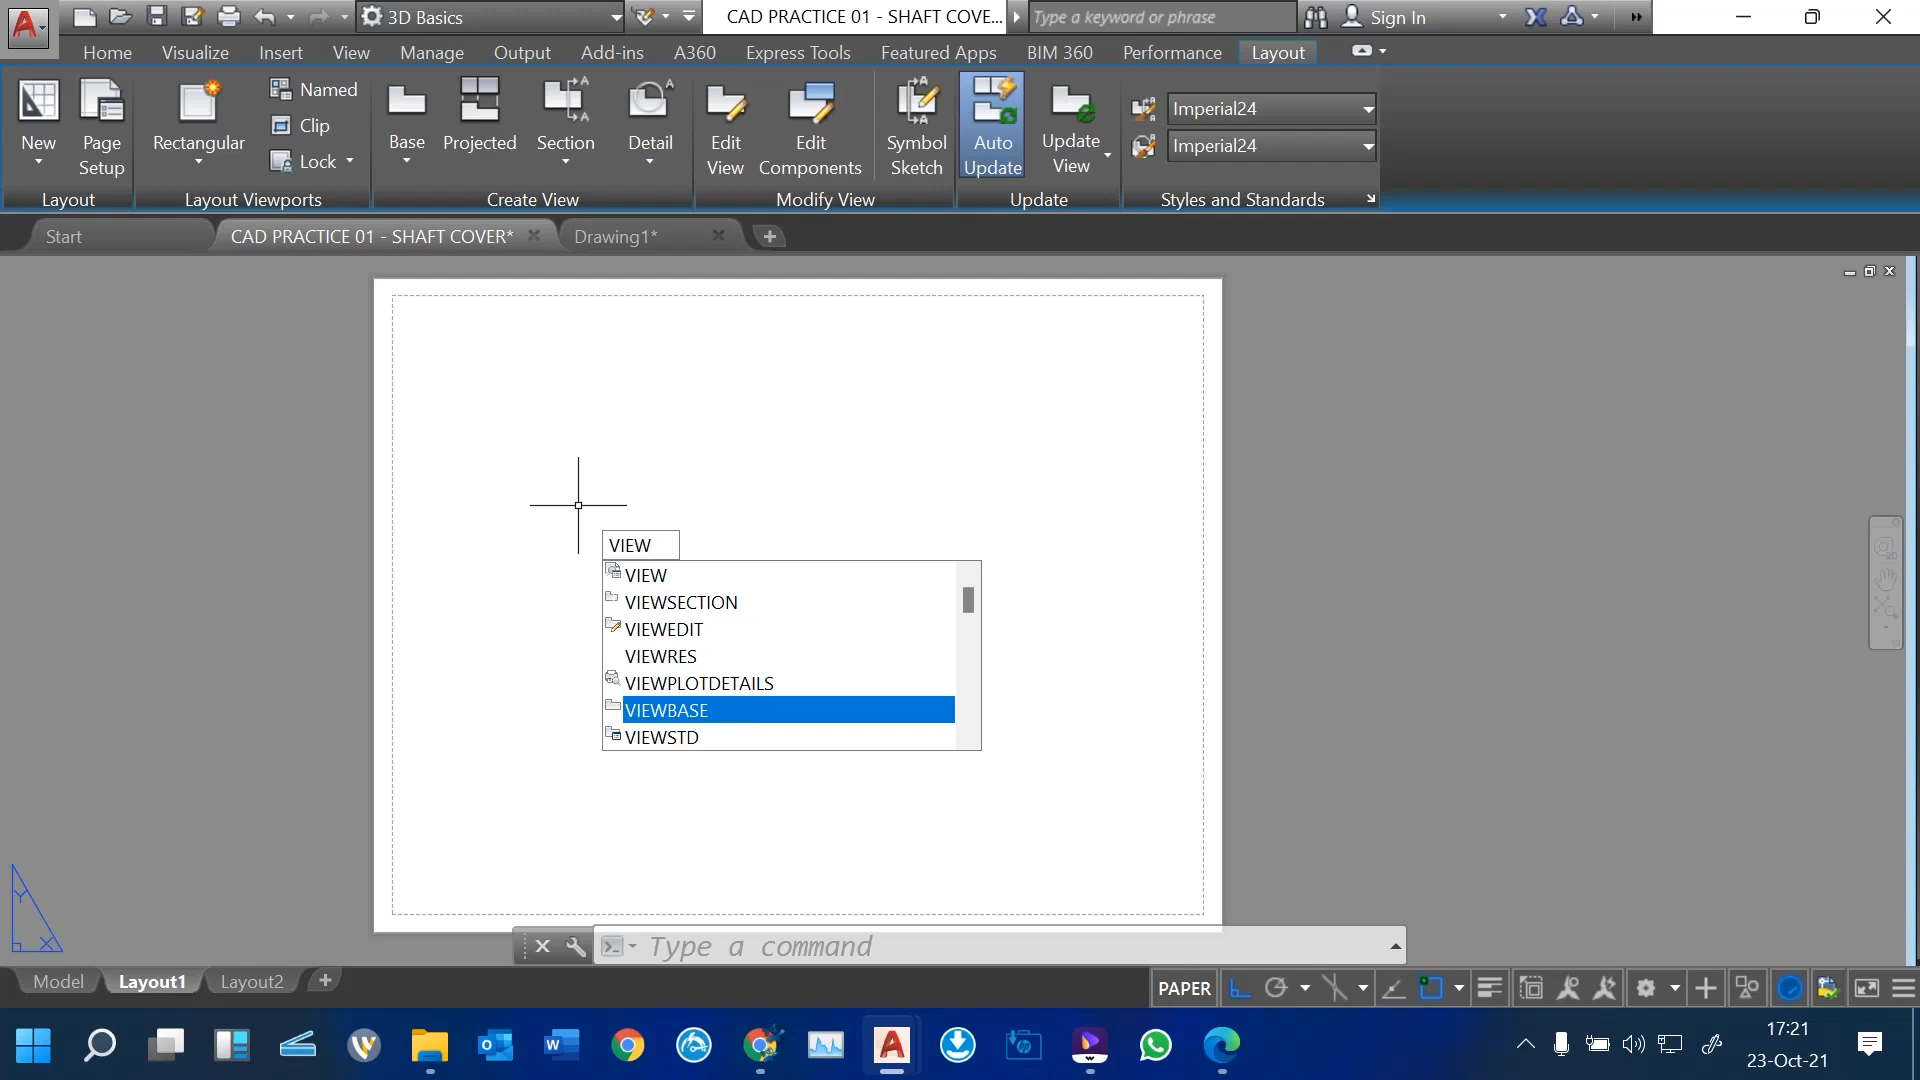 3D Basics
CAD PRACTICE 01 - SHAFT COVE...
Type a keyword or phrase
Sign In
Home Visualize Insert View Manage Output Add-ins A360 Express Tools Featured Apps BIM 360 Performance Layout
New
Page
Setup
Layout
Rectangular
Named
Clip
Lock
Layout Viewports
Base
Projected
Section
Detail
Create View
Edit
View
Edit
Components
Symbol
Sketch
Modify View
Auto
Update
Update
View
Update
Imperial24
Imperial24
Styles and Standards
Start
CAD PRACTICE 01 - SHAFT COVER*
Drawing1*
VIEW
VIEW
VIEWSECTION
VIEWEDIT
VIEWRES
VIEWPLOTDETAILS
VIEWBASE
VIEWSTD
Y
X
Type a command
Model
Layout1
Layout2
PAPER
17:21
23-Oct-21